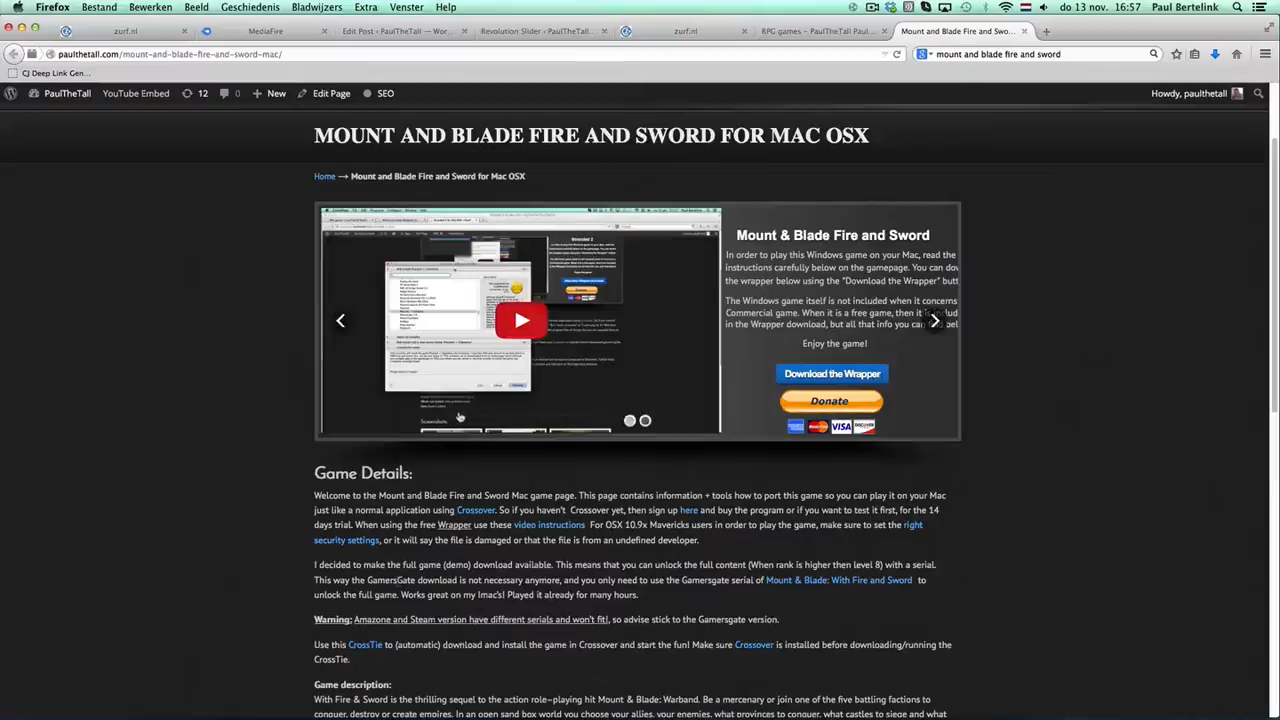 Firefox Bestand Bewerken Beeld Geschiedenis Bladwijzers Extra Venster Help do 13 nov. 16:57 Paul Bertelink
zurf.nl MediaFire Edit Post ‹ PaulTheTall — Wor... Revolution Slider ‹ PaulTheTall... zurf.nl RPG games – PaulTheTall Paul... Mount and Blade Fire and Swo...
paulthetall.com/mount-and-blade-fire-and-sword-mac/ mount and blade fire and sword
CJ Deep Link Gen...
PaulTheTall YouTube Embed 12 0 New Edit Page SEO Howdy, paulthetall
MOUNT AND BLADE FIRE AND SWORD FOR MAC OSX
Home → Mount and Blade Fire and Sword for Mac OSX
Mount & Blade Fire and Sword
In order to play this Windows game on your Mac, read the
instructions carefully below on the gamepage. You can dow
the wrapper below using the "Download the Wrapper" butt
The Windows game itself is not included when it concerns
Commercial game. When it is a free game, then it is includ
in the Wrapper download, but all that info you can bel
Enjoy the game!
Download the Wrapper
Donate
VISA DISCOVER
Screenshots:
Game Details:
Welcome to the Mount and Blade Fire and Sword Mac game page. This page contains information + tools how to port this game so you can play it on your Mac
just like a normal application using Crossover. So if you haven't Crossover yet, then sign up here and buy the program or if you want to test it first, for the 14
days trial. When using the free Wrapper use these video instructions For OSX 10.9x Mavericks users in order to play the game, make sure to set the right
security settings, or it will say the file is damaged or that the file is from an undefined developer.
I decided to make the full game (demo) download available. This means that you can unlock the full content (When rank is higher then level 8) with a serial.
This way the GamersGate download is not necessary anymore, and you only need to use the Gamersgate serial of Mount & Blade: With Fire and Sword to
unlock the full game. Works great on my Imac's! Played it already for many hours.
Warning: Amazone and Steam version have different serials and won't fit!, so advise stick to the Gamersgate version.
Use this CrossTie to (automatic) download and install the game in Crossover and start the fun! Make sure Crossover is installed before downloading/running the
CrossTie.
Game description:
With Fire & Sword is the thrilling sequel to the action role-playing hit Mount & Blade: Warband. Be a mercenary or join one of the five battling factions to
conquer, destroy or create empires. In an open sand box world you choose your allies, your enemies, what provinces to conquer, what castles to siege and what